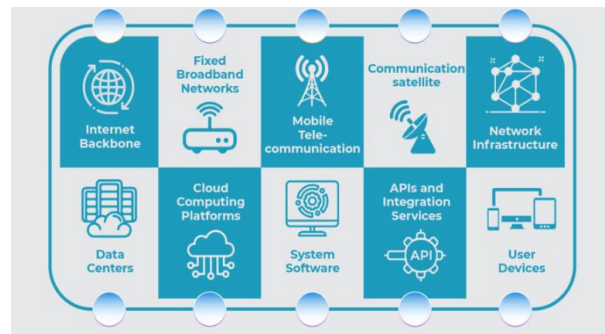 Internet
Backbone
Fixed
Broadband
Networks
Mobile
Tele-
communication
Communication
satellite
Network
Infrastructure
Data
Centers
Cloud
Computing
Platforms
System
Software
APIs and
Integration
Services
API
User
Devices